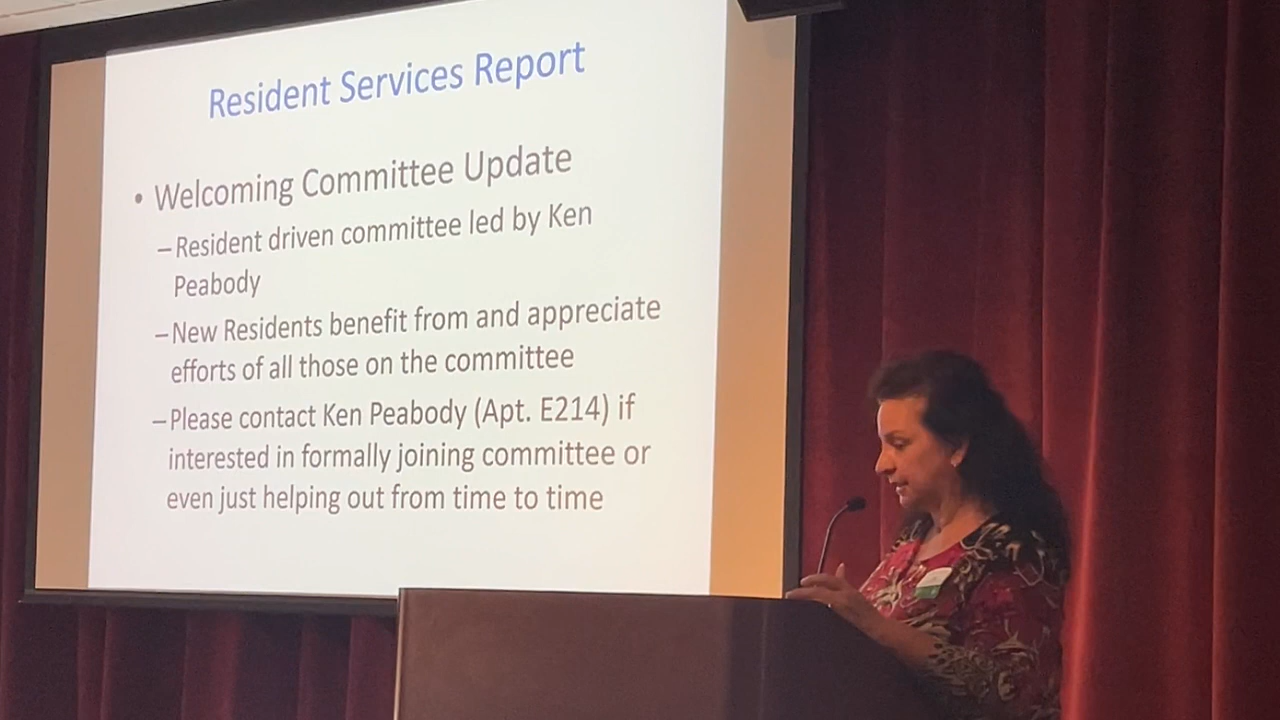 Resident Services Report
• Welcoming Committee Update
– Resident driven committee led by Ken
Peabody
– New Residents benefit from and appreciate
efforts of all those on the committee
– Please contact Ken Peabody (Apt. E214) if
interested in formally joining committee or
even just helping out from time to time